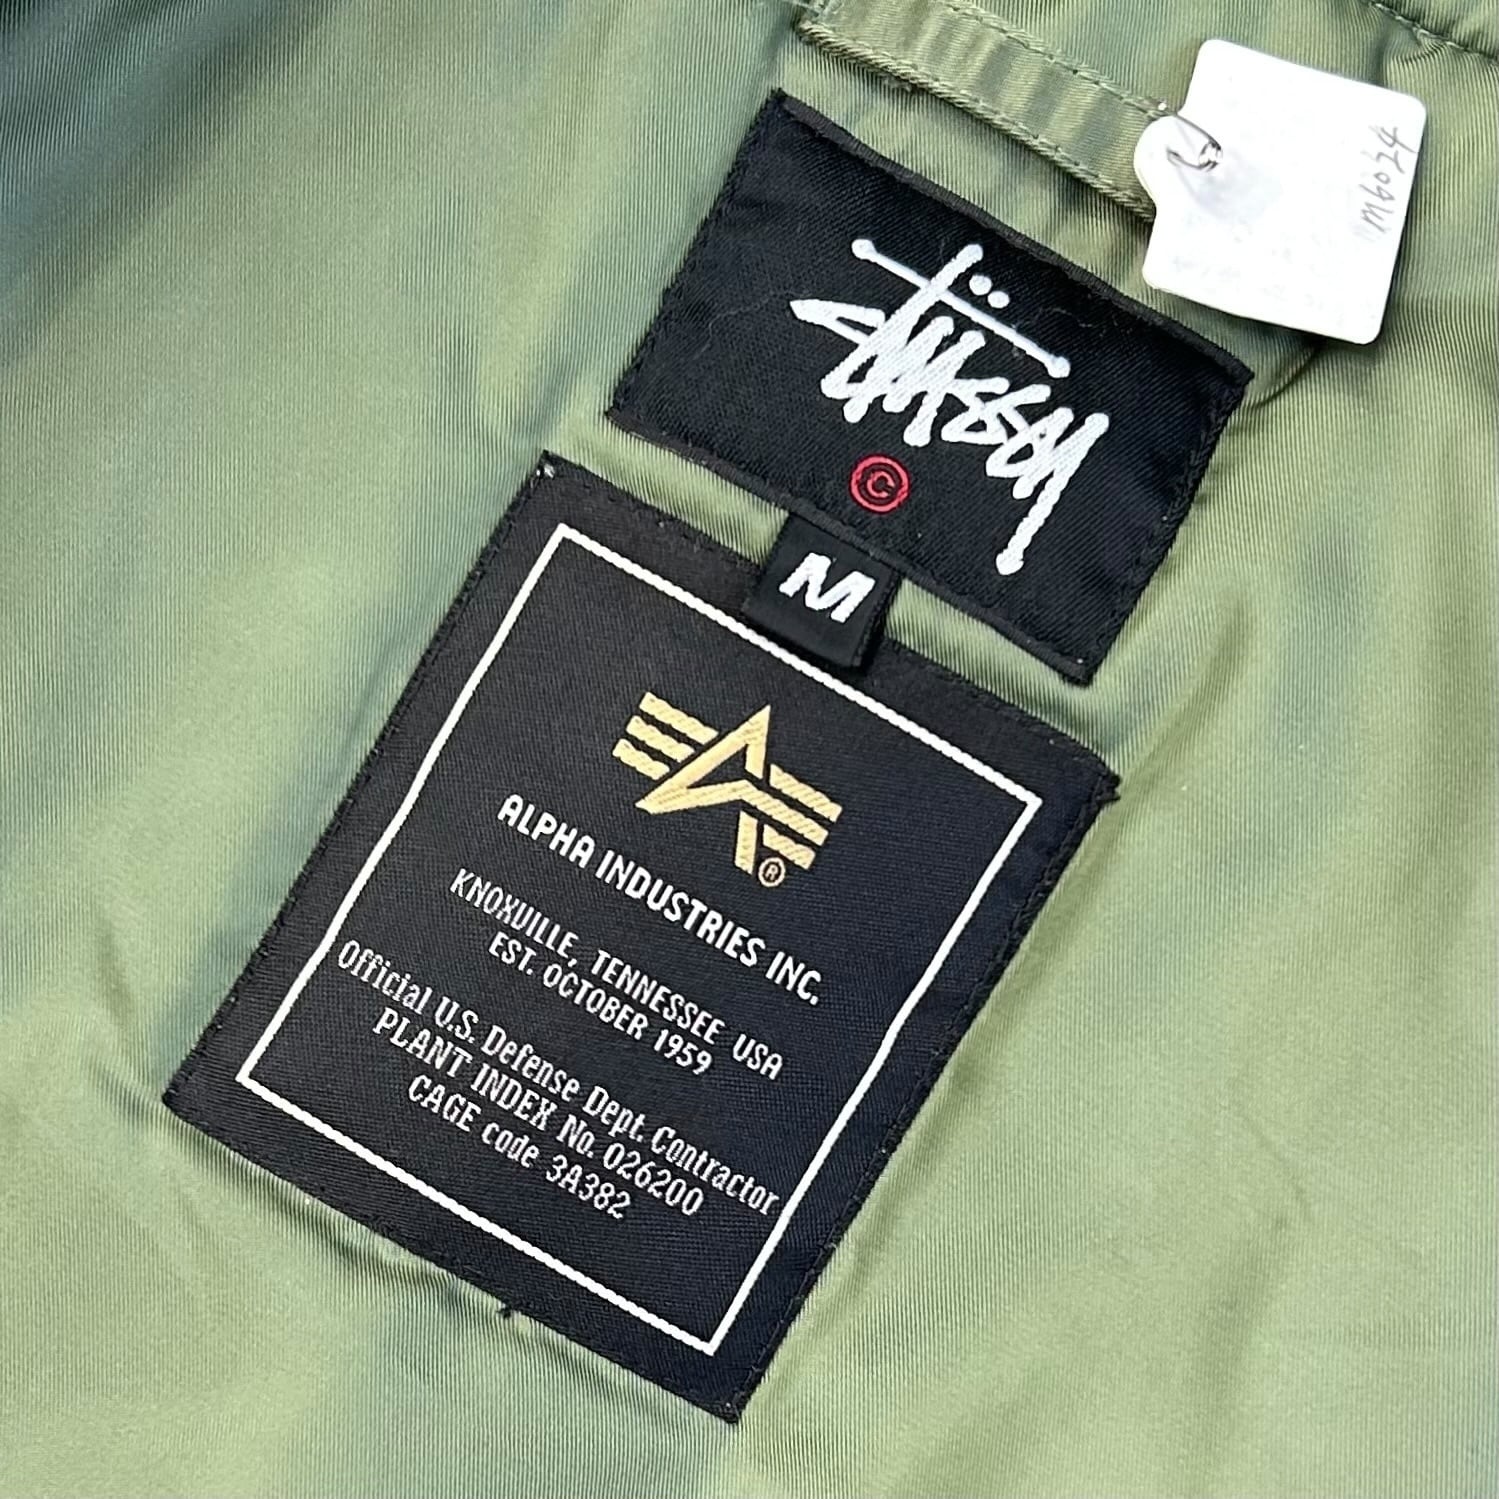 m6024
STÜSSY
©
M
®
ALPHA INDUSTRIES INC.
KNOXVILLE, TENNESSEE USA
EST. OCTOBER 1959
Official U.S. Defense Dept. Contractor
PLANT INDEX No. 026200
CAGE code 3A382